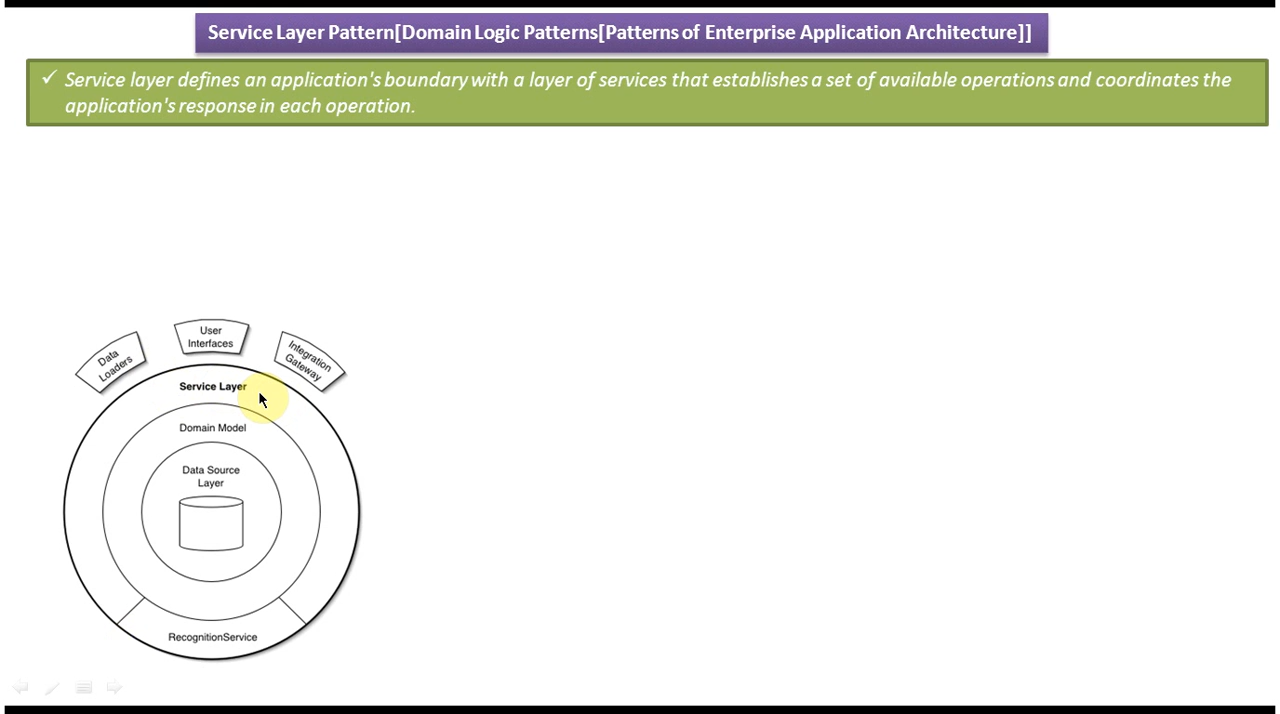 Service Layer Pattern[Domain Logic Patterns[Patterns of Enterprise Application Architecture]]
✓ Service layer defines an application's boundary with a layer of services that establishes a set of available operations and coordinates the
application's response in each operation.
Data
Loaders
User
Interfaces
Integration
Gateway
Service Layer
Domain Model
Data Source
Layer
RecognitionService